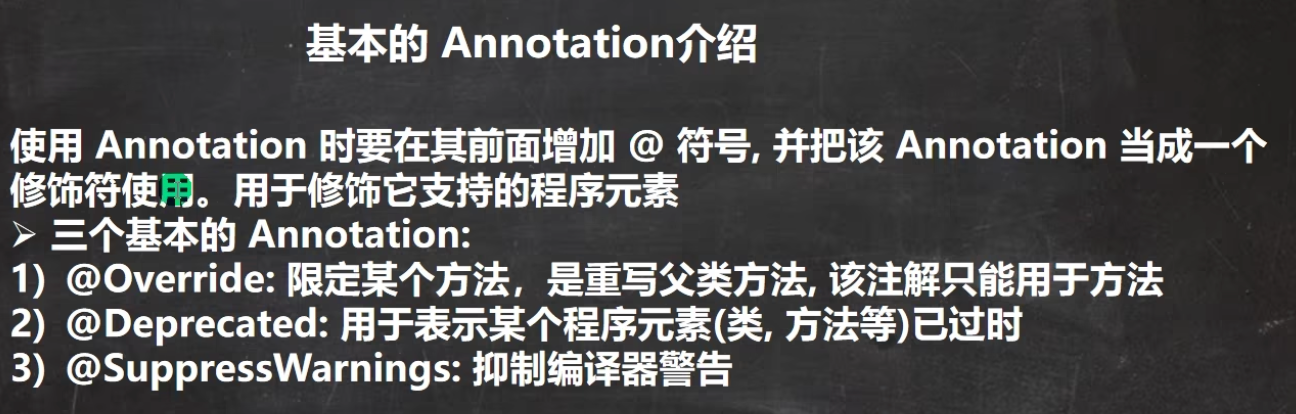 基本的 Annotation介绍
使用 Annotation 时要在其前面增加 @ 符号, 并把该 Annotation 当成一个
修饰符使用。用于修饰它支持的程序元素
➢ 三个基本的 Annotation:
1) @Override: 限定某个方法，是重写父类方法, 该注解只能用于方法
2) @Deprecated: 用于表示某个程序元素(类, 方法等)已过时
3) @SuppressWarnings: 抑制编译器警告